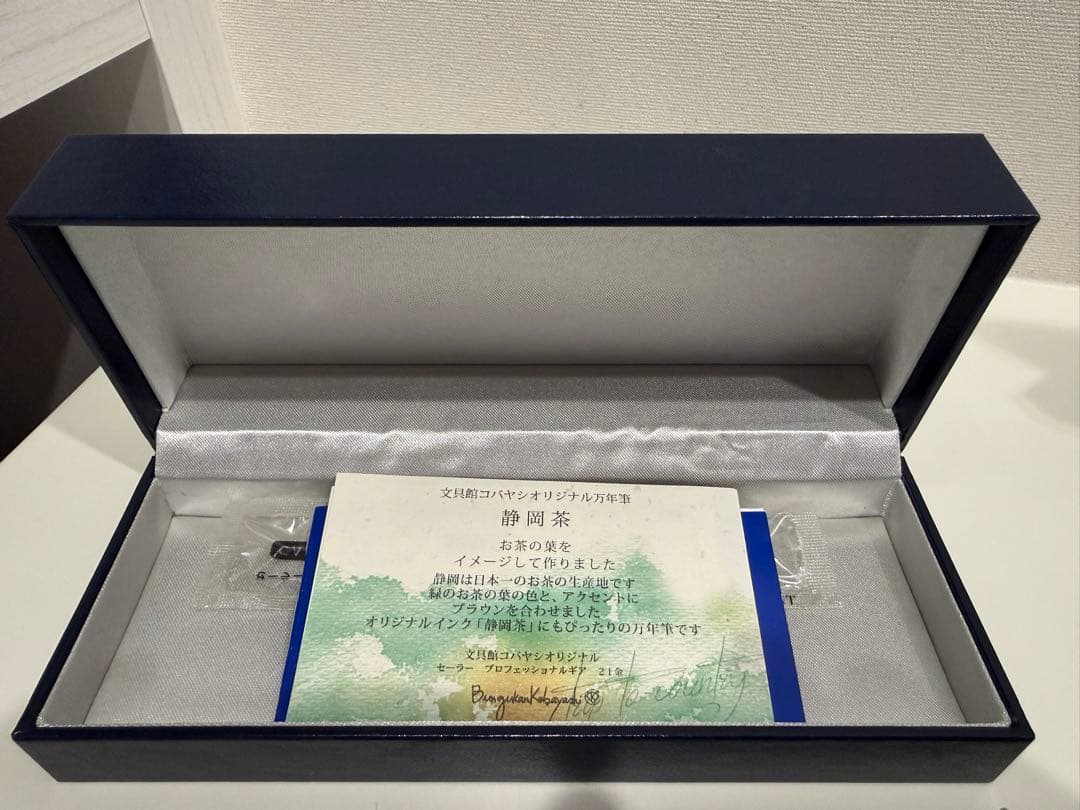 文具館コバヤシオリジナル万年筆
静岡茶
お茶の葉を
イメージして作りました
静岡は日本一のお茶の生産地です
緑のお茶の葉の色と、アクセントに
ブラウンを合わせました
オリジナルインク「静岡茶」にもぴったりの万年筆です
文具館コバヤシオリジナル
セーラー プロフェッショナルギア 21金
Bungukan Kobayashi